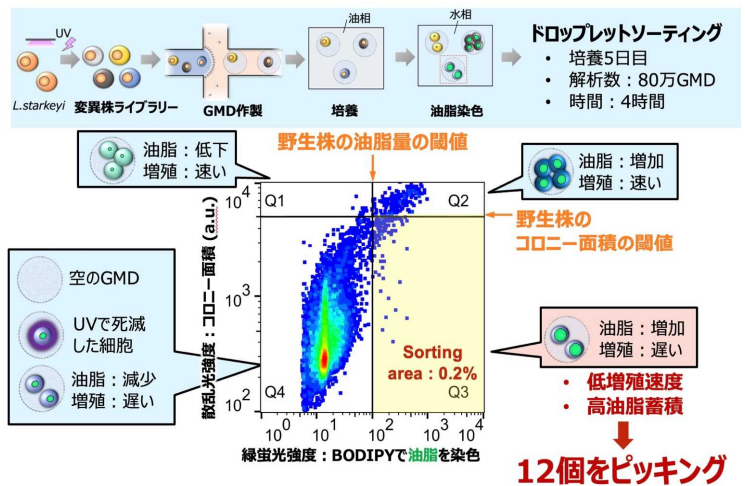 UV
L.starkeyi
変異株ライブラリー
GMD作製
油相
培養
水相
油脂染色
ドロップレットソーティング
• 培養5日目
• 解析数：80万GMD
• 時間：4時間
油脂：低下
増殖：速い
野生株の油脂量の閾値
油脂：増加
増殖：速い
野生株の
コロニー面積の閾値
空のGMD
UVで死滅
した細胞
油脂：減少
増殖：遅い
散乱光強度：コロニー面積 (a.u.)
10⁴
10³
10²
Q1
Q2
Q4
Q3
Sorting
area : 0.2%
10⁰
10¹
10²
10³
10⁴
緑蛍光強度：BODIPYで油脂を染色
油脂：増加
増殖：遅い
• 低増殖速度
• 高油脂蓄積
12個をピッキング